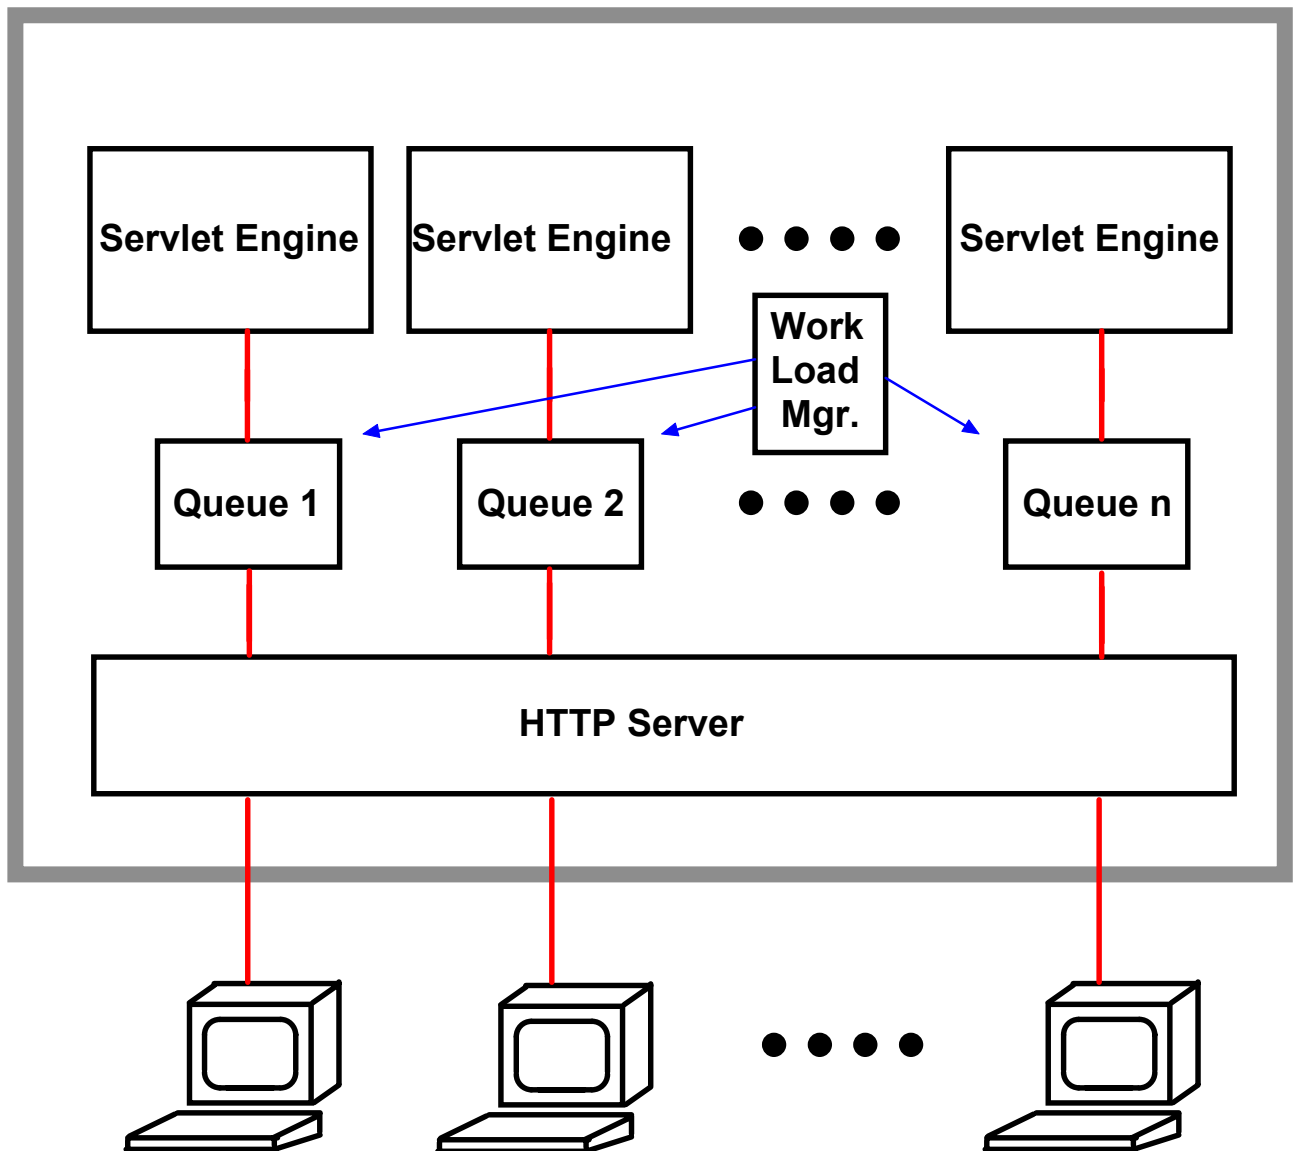 Servlet Engine
Servlet Engine
Servlet Engine
Work
Load
Mgr.
Queue 1
Queue 2
Queue n
HTTP Server